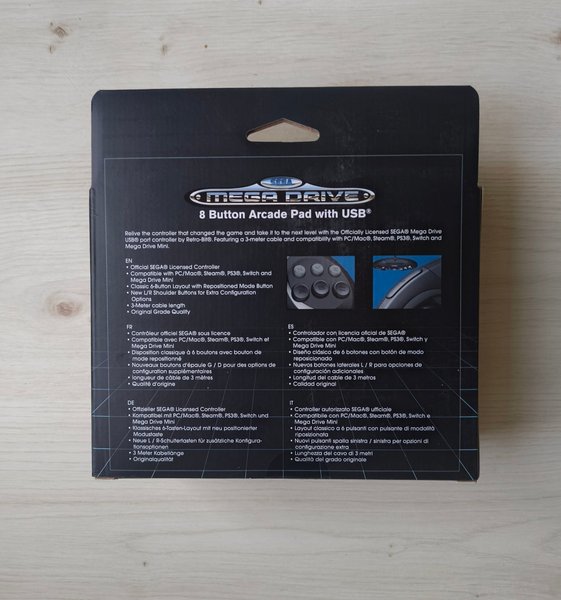 SEGA
MEGA DRIVE
8 Button Arcade Pad with USB®
Relive the controller that changed the game and take it to the next level with the Officially Licensed SEGA® Mega Drive
USB® port controller by Retro-Bit®. Featuring a 3-meter cable and compatibility with PC/Mac®, Steam®, PS3®, Switch and
Mega Drive Mini.
EN
• Official SEGA® Licensed Controller
• Compatible with PC/Mac®, Steam®, PS3®, Switch and
Mega Drive Mini
• Classic 6-Button Layout with Repositioned Mode Button
• New L/R Shoulder Buttons for Extra Configuration
Options
• 3-Meter cable length
• Original Grade Quality
FR
• Contrôleur officiel SEGA® sous licence
• Compatible avec PC/Mac®, Steam®, PS3®, Switch et
Mega Drive Mini
• Disposition classique à 6 boutons avec bouton de
mode repositionné
• Nouveaux boutons d'épaule G / D pour des options de
configuration supplémentaires
• longueur de câble de 3 mètres
• Qualité d'origine
ES
• Controlador con licencia oficial de SEGA®
• Compatible con PC/Mac®, Steam®, PS3®, Switch y
Mega Drive Mini
• Diseño clásico de 6 botones con botón de modo
reposicionado
• Nuevos botones laterales L / R para opciones de
configuración adicionales
• Longitud del cable de 3 metros
• Calidad original
DE
• Offizieller SEGA® Licensed Controller
• Kompatibel mit PC/Mac®, Steam®, PS3®, Switch und
Mega Drive Mini
• Klassisches 6-Tasten-Layout mit neu positionierter
Modustaste
• Neue L / R-Schultertasten für zusätzliche Konfigura-
tionsoptionen
• 3 Meter Kabellänge
• Originalqualität
IT
• Controller autorizzato SEGA® ufficiale
• Compatibile con PC/Mac®, Steam®, PS3®, Switch e
Mega Drive Mini
• Layout classico a 6 pulsanti con pulsante di modalità
riposizionata
• Nuovi pulsanti spalla sinistra / sinistra per opzioni di
configurazione extra
• Lunghezza del cavo di 3 metri
• Qualità del grado originale